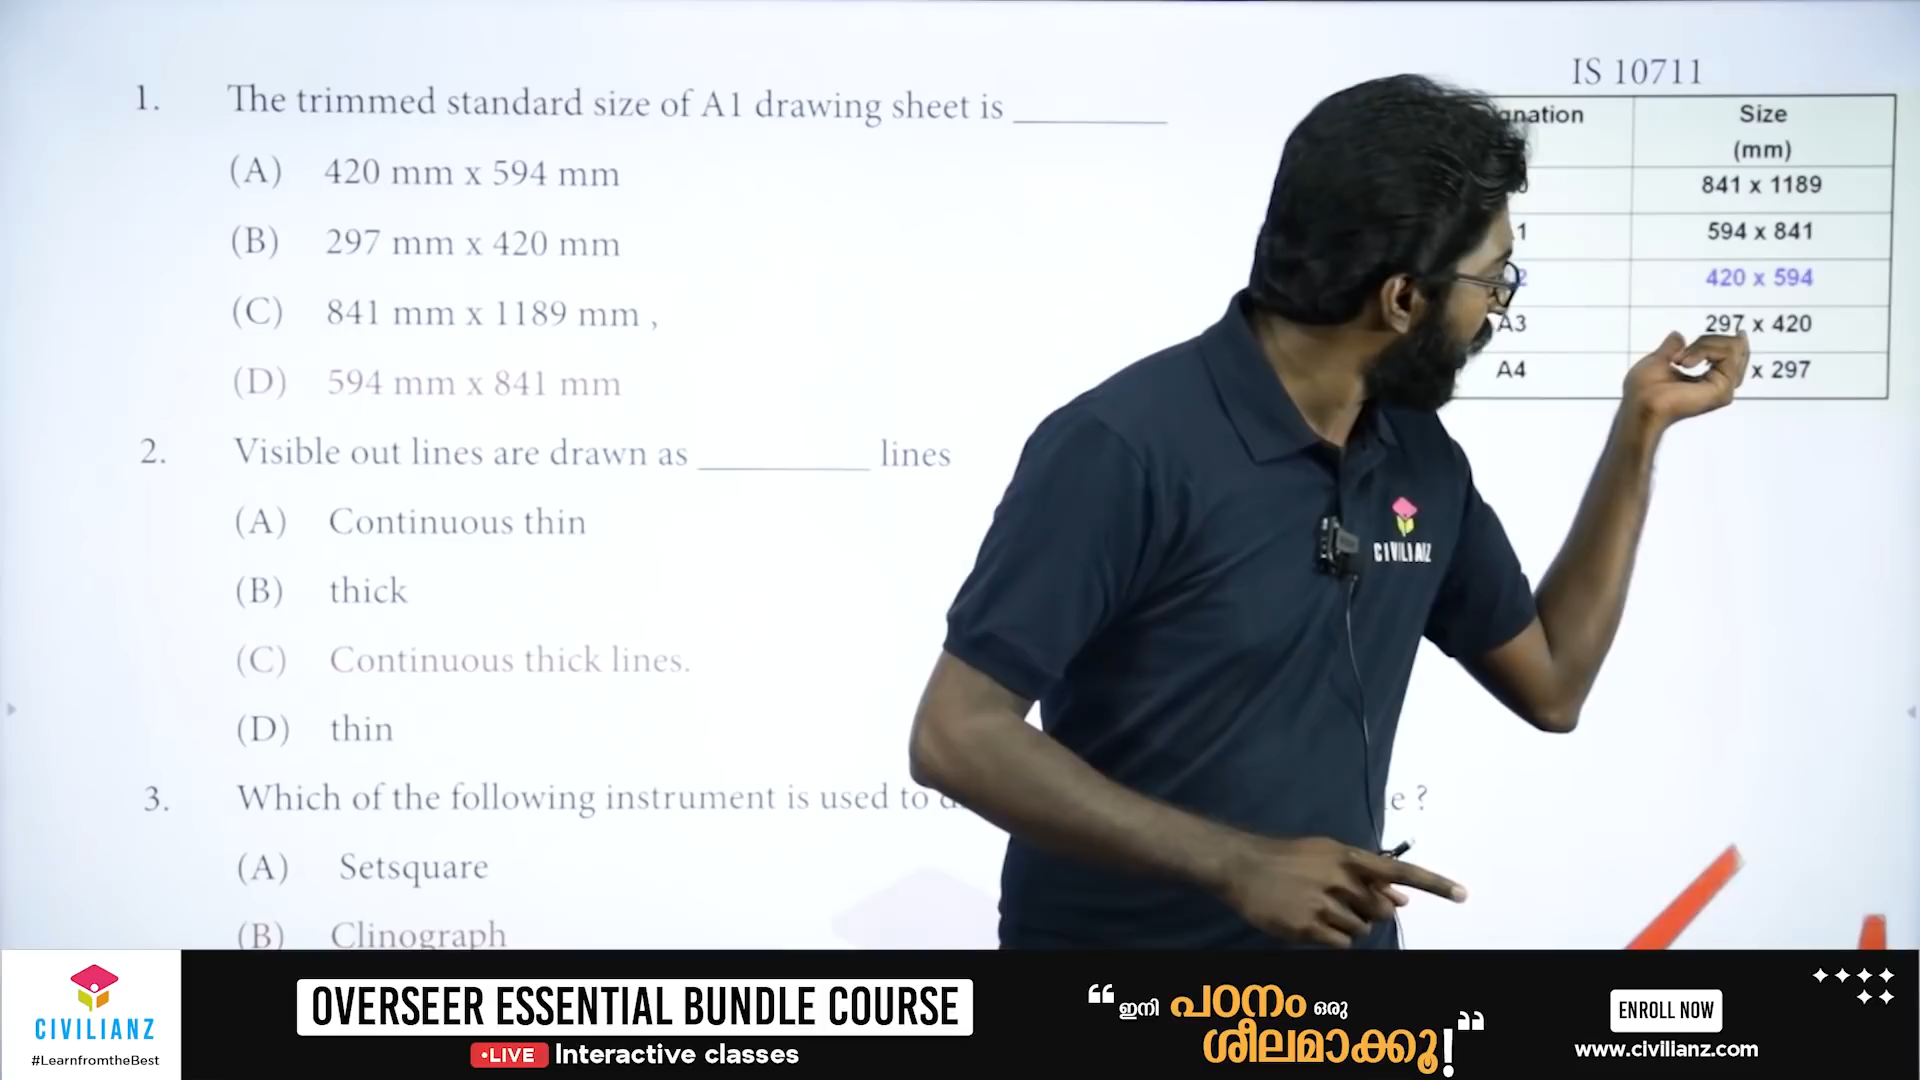 1. The trimmed standard size of A1 drawing sheet is ________
(A) 420 mm x 594 mm
(B) 297 mm x 420 mm
(C) 841 mm x 1189 mm ,
(D) 594 mm x 841 mm
2. Visible out lines are drawn as ________ lines
(A) Continuous thin
(B) thick
(C) Continuous thick lines.
(D) thin
3. Which of the following instrument is used to e ?
(A) Setsquare
(B) Clinograph
IS 10711
Size
(mm)
841 x 1189
594 x 841
420 x 594
A3 297 x 420
A4 x 297
CIVILIANZ
CIVILIANZ
#LearnfromtheBest
OVERSEER ESSENTIAL BUNDLE COURSE
•LIVE Interactive classes
“ഇനി പഠനം ഒരു
ശീലമാക്കൂ!”
ENROLL NOW
www.civilianz.com